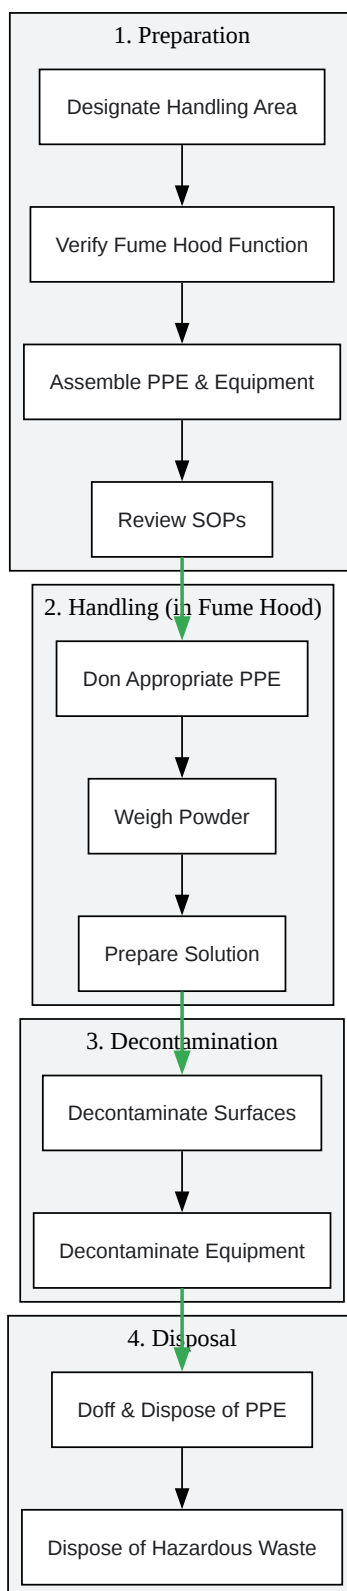 1. Preparation
Designate Handling Area
Verify Fume Hood Function
Assemble PPE & Equipment
Review SOPs
2. Handling (in Fume Hood)
Don Appropriate PPE
Weigh Powder
Prepare Solution
3. Decontamination
Decontaminate Surfaces
Decontaminate Equipment
4. Disposal
Doff & Dispose of PPE
Dispose of Hazardous Waste